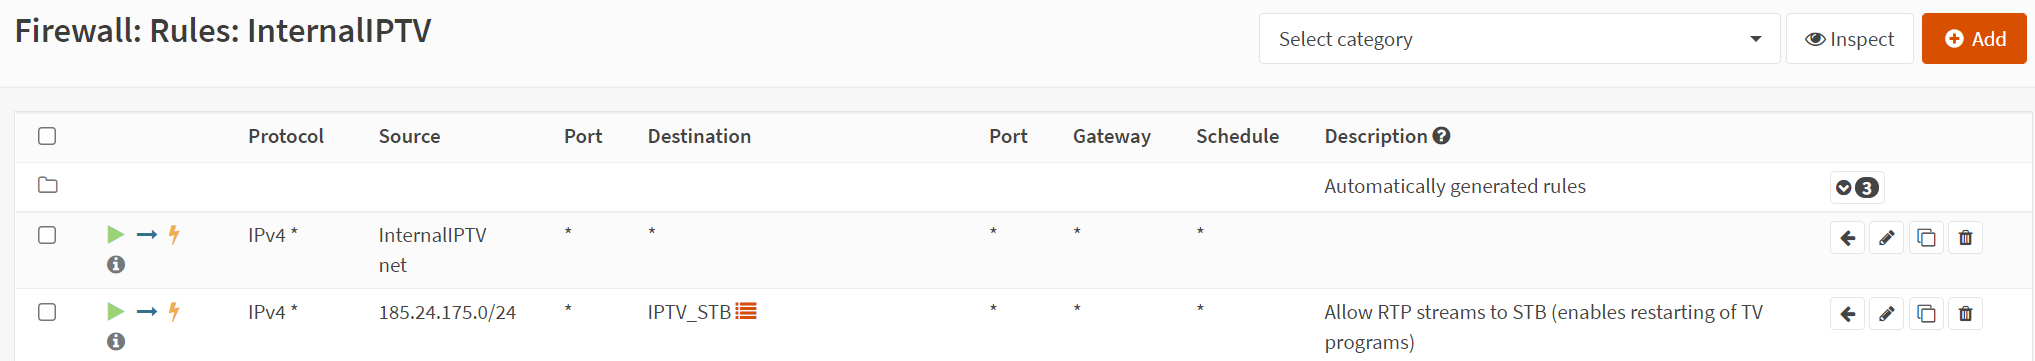 Firewall: Rules: InternalIPTV
Select category Inspect Add
Protocol Source Port Destination Port Gateway Schedule Description
Automatically generated rules 3
IPv4 * InternalIPTV * * * * *
net
IPv4 * 185.24.175.0/24 * IPTV_STB * * * Allow RTP streams to STB (enables restarting of TV
programs)